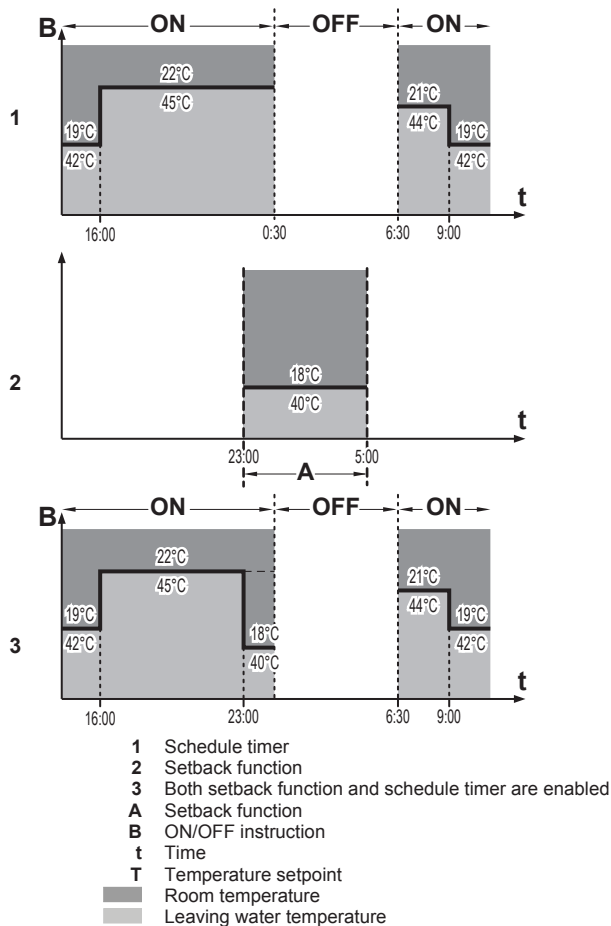 B
ON OFF ON
22°C
45°C
21°C
44°C
19°C
42°C
19°C
42°C
1
t
16:00 0:30 6:30 9:00
18°C
40°C
2
t
23:00 5:00
A
B
ON OFF ON
22°C
45°C
21°C
44°C
19°C
42°C
18°C
40°C
19°C
42°C
3
t
16:00 23:00 6:30 9:00
1 Schedule timer
2 Setback function
3 Both setback function and schedule timer are enabled
A Setback function
B ON/OFF instruction
t Time
T Temperature setpoint
Room temperature
Leaving water temperature